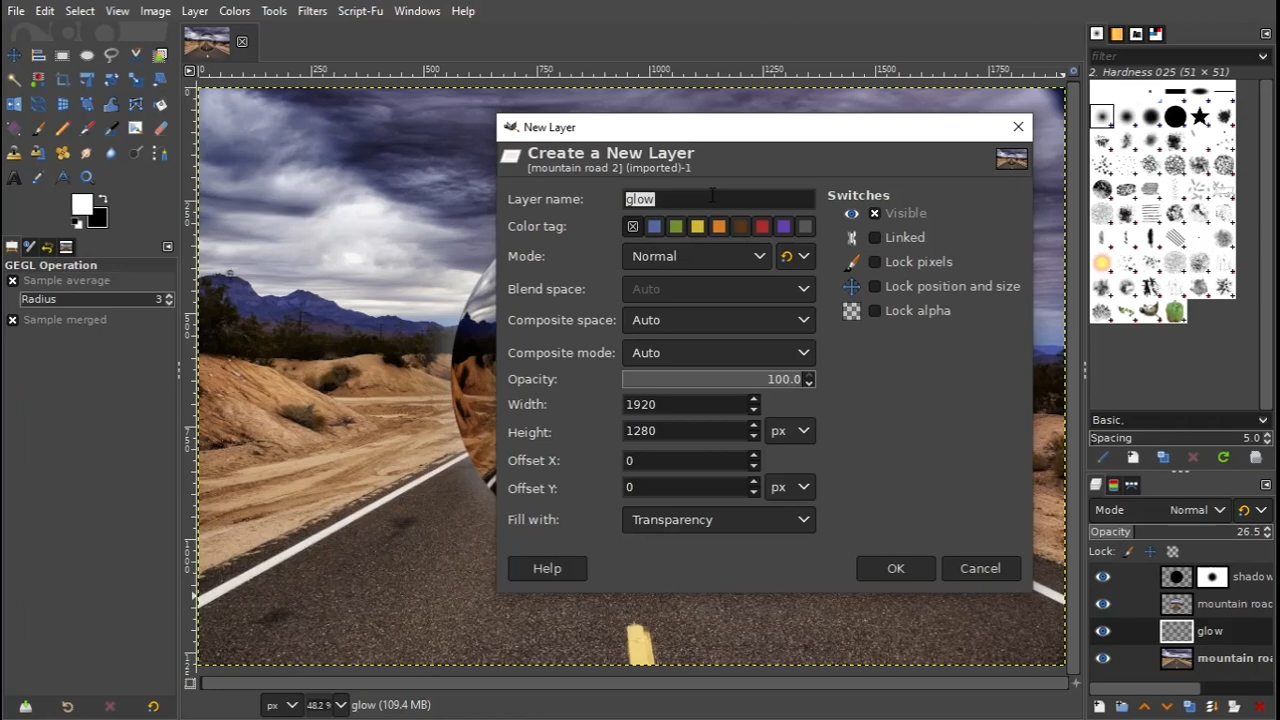 File Edit Select View Image Layer Colors Tools Filters Script-Fu Windows Help
0 250 500 750 1000 1250 1500 1750
filter
2. Hardness 025 (51 × 51)
New Layer
Create a New Layer
[mountain road 2] (imported)-1
Layer name: glow
Switches
Visible
Color tag:
Linked
Mode: Normal
Lock pixels
Blend space: Auto
Lock position and size
Composite space: Auto
Lock alpha
Composite mode: Auto
Opacity: 100.0
Width: 1920
Height: 1280 px
Offset X: 0
Offset Y: 0 px
Fill with: Transparency
Help OK Cancel
GEGL Operation
Sample average
Radius 3
Sample merged
Basic,
Spacing 5.0
Mode Normal
Opacity 26.5
Lock:
shadow
mountain road
glow
mountain roa
px 48.2 % glow (109.4 MB)